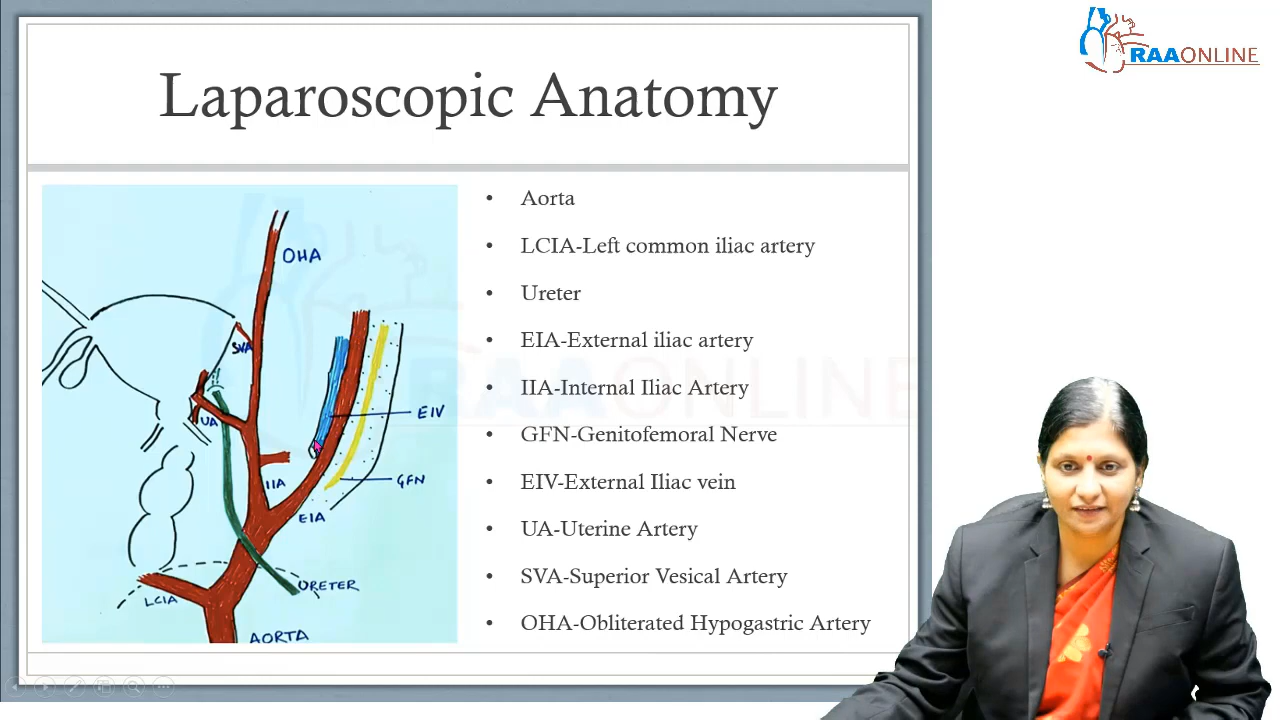 RAAONLINE
Laparoscopic Anatomy
OHA
SVA
UA
EIV
IIA
GFN
EIA
URETER
LCIA
AORTA
RAAONLINE
• Aorta
• LCIA-Left common iliac artery
• Ureter
• EIA-External iliac artery
• IIA-Internal Iliac Artery
• GFN-Genitofemoral Nerve
• EIV-External Iliac vein
• UA-Uterine Artery
• SVA-Superior Vesical Artery
• OHA-Obliterated Hypogastric Artery